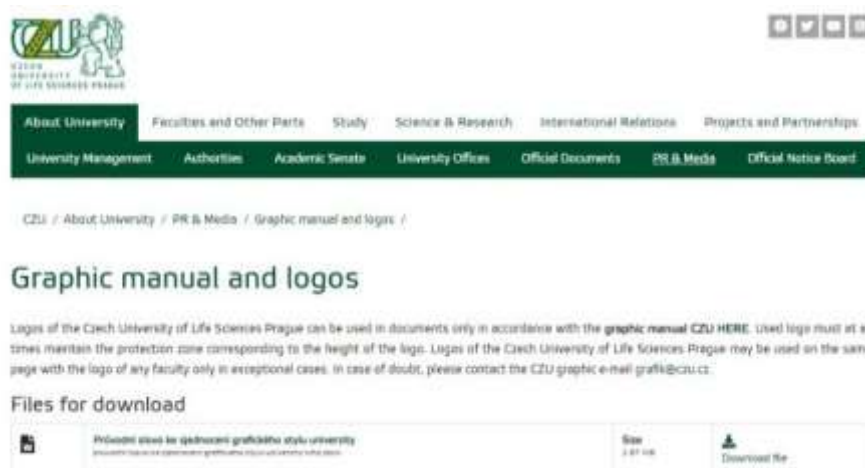 CZU
CZECH
UNIVERSITY
OF LIFE SCIENCES PRAGUE
About University Faculties and Other Parts Study Science & Research International Relations Projects and Partnerships
University Management Authorities Academic Senate University Offices Official Documents PR & Media Official Notice Board
CZU / About University / PR & Media / Graphic manual and logos /
Graphic manual and logos
Logos of the Czech University of Life Sciences Prague can be used in documents only in accordance with the graphic manual CZU HERE. Used logo must at
times maintain the protection zone corresponding to the height of the logo. Logos of the Czech University of Life Sciences Prague may be used on the
page with the logo of any faculty only in exceptional cases. In case of doubt, please contact the CZU graphic e-mail grafik@czu.cz.
Files for download
Průvodní slovo ke sjednocení grafického stylu univerzity Size
Download file